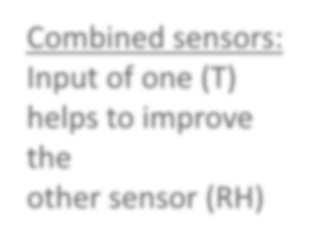 Combined sensors:
Input of one (T)
helps to improve
the
other sensor (RH)